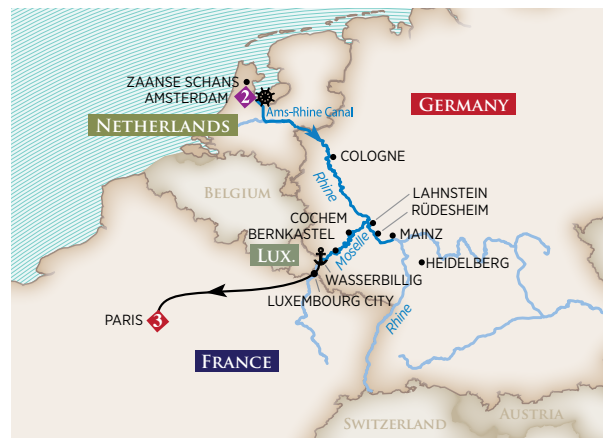 ZAANSE SCHANS
AMSTERDAM
2
Ams-Rhine Canal
GERMANY
NETHERLANDS
COLOGNE
BELGIUM
Rhine
LAHNSTEIN
COCHEM
RÜDESHEIM
BERNKASTEL
MAINZ
LUX.
Moselle
HEIDELBERG
WASSERBILLIG
LUXEMBOURG CITY
PARIS
3
Rhine
FRANCE
AUSTRIA
SWITZERLAND